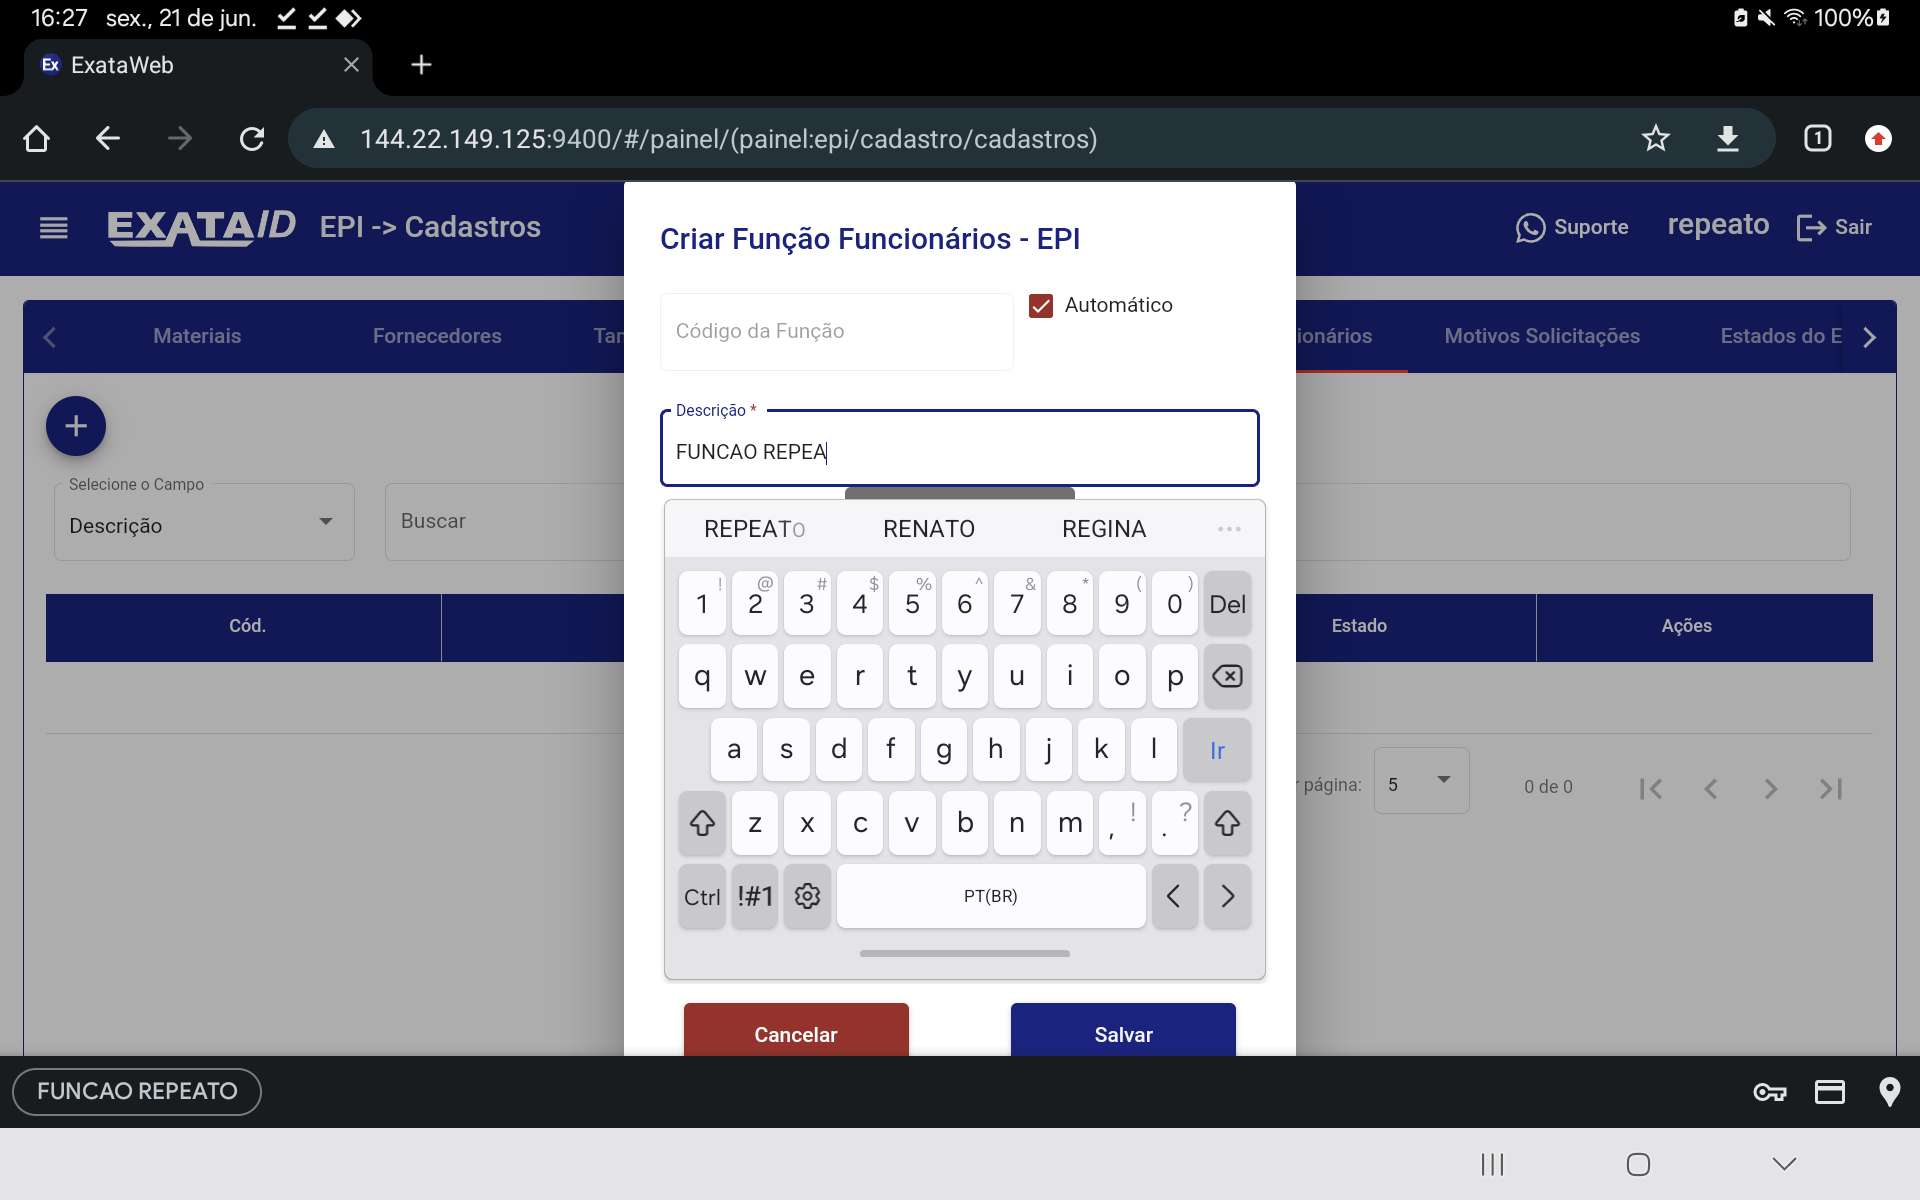 16:27 sex., 21 de jun. 100%
Ex ExataWeb
144.22.149.125:9400/#/painel/(painel:epi/cadastro/cadastros) 1
EXATAID EPI -> Cadastros Suporte repeato Sair
Criar Função Funcionários - EPI
Código da Função Automático
Materiais Fornecedores Tar ionários Motivos Solicitações Estados do E
Descrição *
FUNCAO REPEA
+
Selecione o Campo
Descrição Buscar
REPEATO RENATO REGINA ...
! @ # $ % ^ & * ( )
1 2 3 4 5 6 7 8 9 0 Del
Cód. Estado Ações
q w e r t y u i o p
a s d f g h j k l Ir
r página: 5 0 de 0
z x c v b n m , ! . ?
Ctrl !#1 PT(BR)
Cancelar Salvar
FUNCAO REPEATO